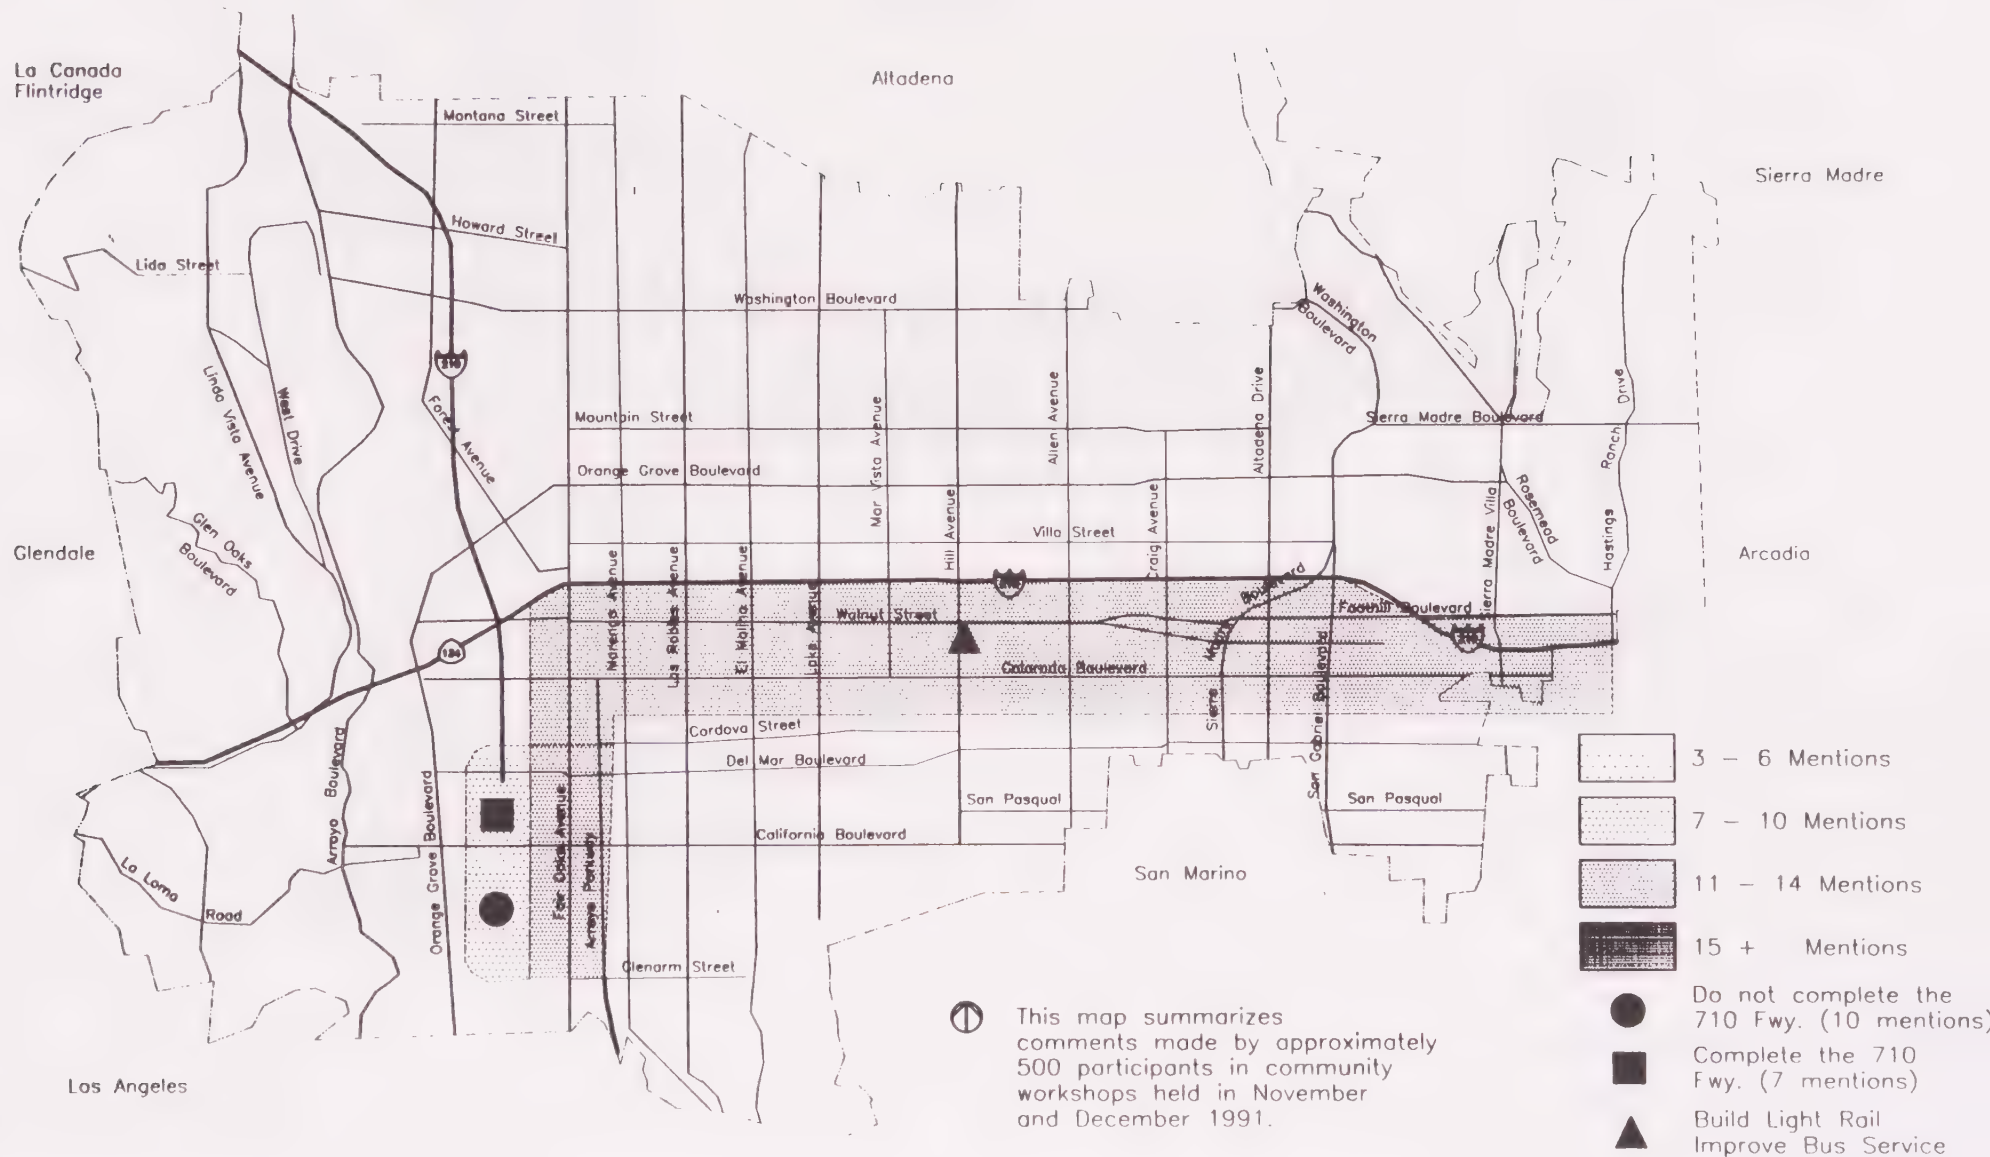 La Canada
Flintridge
Altadena
Sierra Madre
Montana Street
Howard Street
Lida Street
Washington Boulevard
Washington
Boulevard
210
Linda Vista Avenue
West Drive
Forest Avenue
Mountain Street
Mar Vista Avenue
Allen Avenue
Altadena Drive
Sierra Madre Boulevard
Hastings Ranch Drive
Orange Grove Boulevard
Hill Avenue
Craig Avenue
Sierra Madre Villa
Rosemead
Boulevard
Glen Oaks
Boulevard
Villa Street
Glendale
Arcadia
Marengo Avenue
Los Robles Avenue
El Molino Avenue
Lake Avenue
Walnut Street
Foothill Boulevard
134
210
Colorado Boulevard
Sierra Madre Boulevard
San Gabriel Boulevard
Cordova Street
Del Mar Boulevard
Arroyo Boulevard
Orange Grove Boulevard
Fair Oaks Avenue
Arroyo Parkway
San Pasqual
San Pasqual
California Boulevard
La Loma
Road
San Marino
Glenarm Street
Los Angeles
3 - 6 Mentions
7 - 10 Mentions
11 - 14 Mentions
15 + Mentions
Do not complete the
710 Fwy. (10 mentions)
Complete the 710
Fwy. (7 mentions)
Build Light Rail
Improve Bus Service
This map summarizes
comments made by approximately
500 participants in community
workshops held in November
and December 1991.